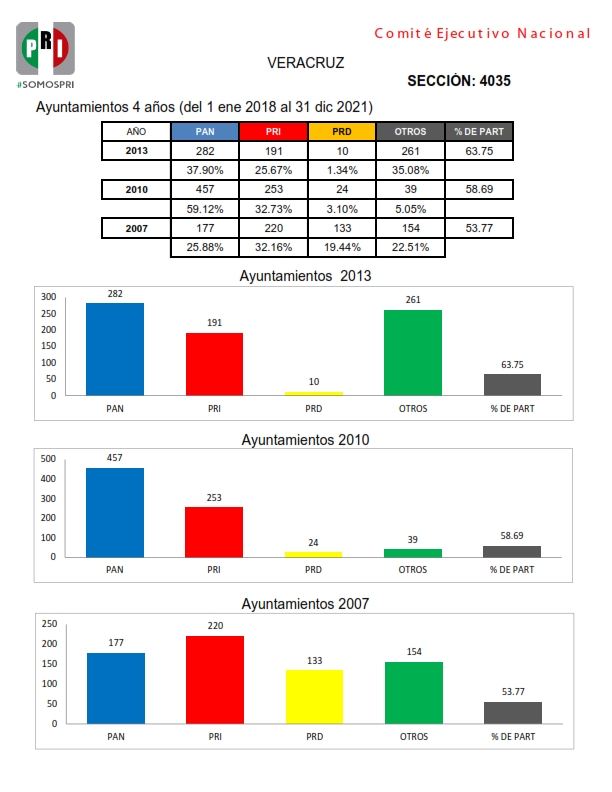 PRI
#SOMOSPRI
Comité Ejecutivo Nacional
VERACRUZ
SECCIÓN: 4035
Ayuntamientos 4 años (del 1 ene 2018 al 31 dic 2021)
AÑO PAN PRI PRD OTROS % DE PART
2013 282 191 10 261 63.75
37.90% 25.67% 1.34% 35.08%
2010 457 253 24 39 58.69
59.12% 32.73% 3.10% 5.05%
2007 177 220 133 154 53.77
25.88% 32.16% 19.44% 22.51%
Ayuntamientos 2013
300
250
200
150
100
50
0
282
191
10
261
63.75
PAN PRI PRD OTROS % DE PART
Ayuntamientos 2010
500
400
300
200
100
0
457
253
24
39
58.69
PAN PRI PRD OTROS % DE PART
Ayuntamientos 2007
250
200
150
100
50
0
177
220
133
154
53.77
PAN PRI PRD OTROS % DE PART